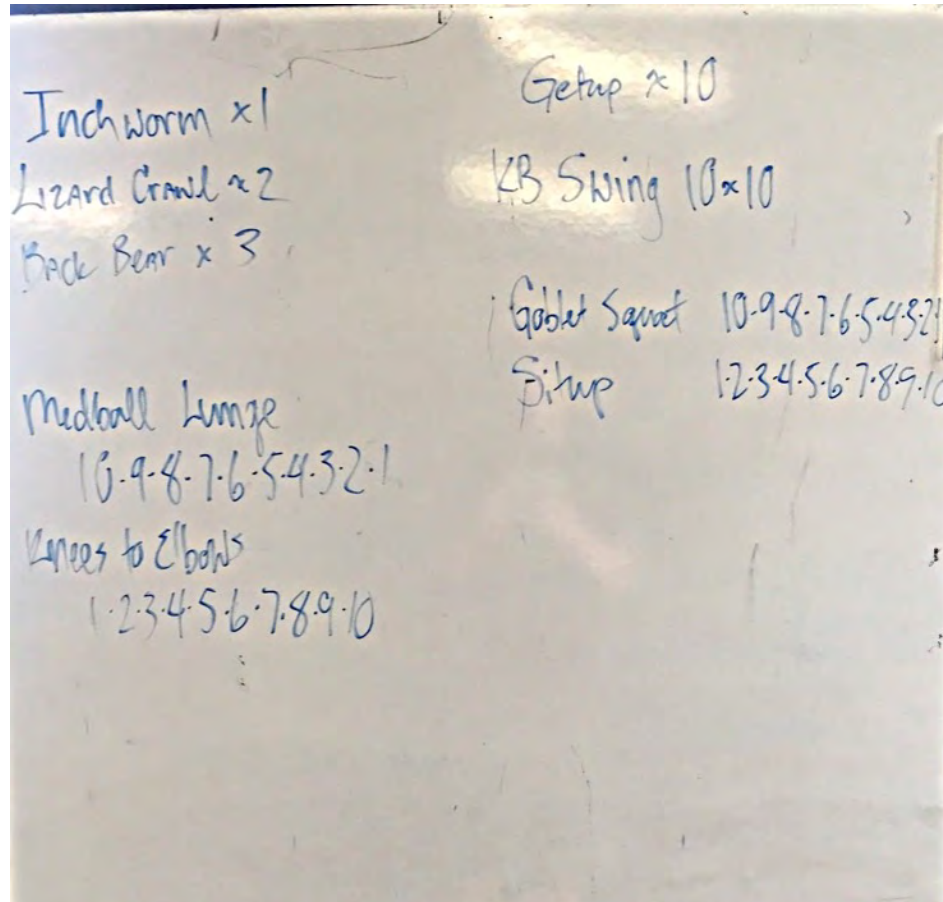 Inchworm x1
Lizard Crawl x2
Back Bear x 3
Medball Lunge
10-9-8-7-6-5-4-3-2-1
Knees to Elbows
1-2-3-4-5-6-7-8-9-10
Getup x10
KB Swing 10x10
Goblet Squat 10-9-8-7-6-5-4-3-2-1
Situp 1-2-3-4-5-6-7-8-9-10